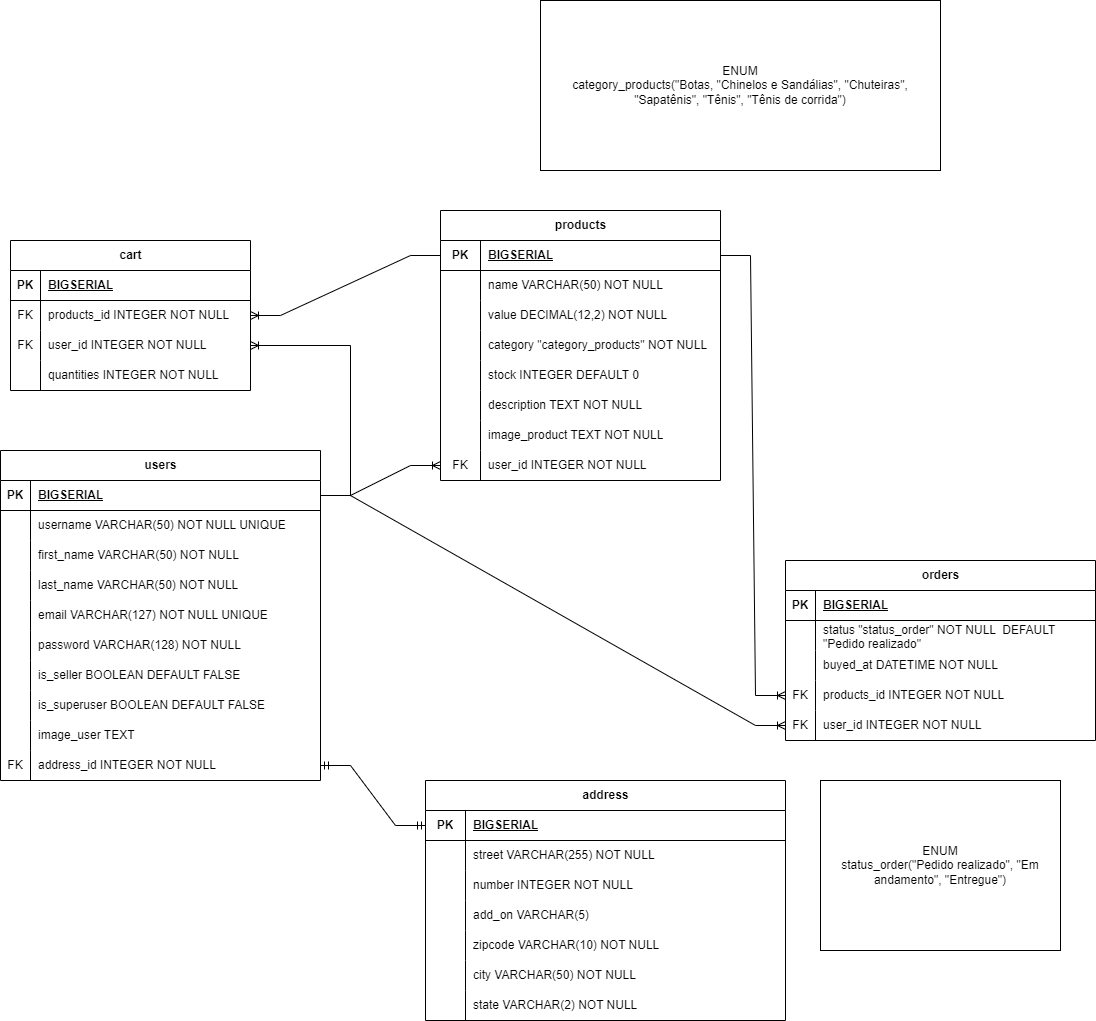 ENUM
category_products("Botas, "Chinelos e Sandálias", "Chuteiras",
"Sapatênis", "Tênis", "Tênis de corrida")
products
PK BIGSERIAL
name VARCHAR(50) NOT NULL
value DECIMAL(12,2) NOT NULL
category "category_products" NOT NULL
stock INTEGER DEFAULT 0
description TEXT NOT NULL
image_product TEXT NOT NULL
FK user_id INTEGER NOT NULL
cart
PK BIGSERIAL
FK products_id INTEGER NOT NULL
FK user_id INTEGER NOT NULL
quantities INTEGER NOT NULL
users
PK BIGSERIAL
username VARCHAR(50) NOT NULL UNIQUE
first_name VARCHAR(50) NOT NULL
last_name VARCHAR(50) NOT NULL
email VARCHAR(127) NOT NULL UNIQUE
password VARCHAR(128) NOT NULL
is_seller BOOLEAN DEFAULT FALSE
is_superuser BOOLEAN DEFAULT FALSE
image_user TEXT
FK address_id INTEGER NOT NULL
orders
PK BIGSERIAL
status "status_order" NOT NULL  DEFAULT
"Pedido realizado"
buyed_at DATETIME NOT NULL
FK products_id INTEGER NOT NULL
FK user_id INTEGER NOT NULL
address
PK BIGSERIAL
street VARCHAR(255) NOT NULL
number INTEGER NOT NULL
add_on VARCHAR(5)
zipcode VARCHAR(10) NOT NULL
city VARCHAR(50) NOT NULL
state VARCHAR(2) NOT NULL
ENUM
status_order("Pedido realizado", "Em
andamento", "Entregue")